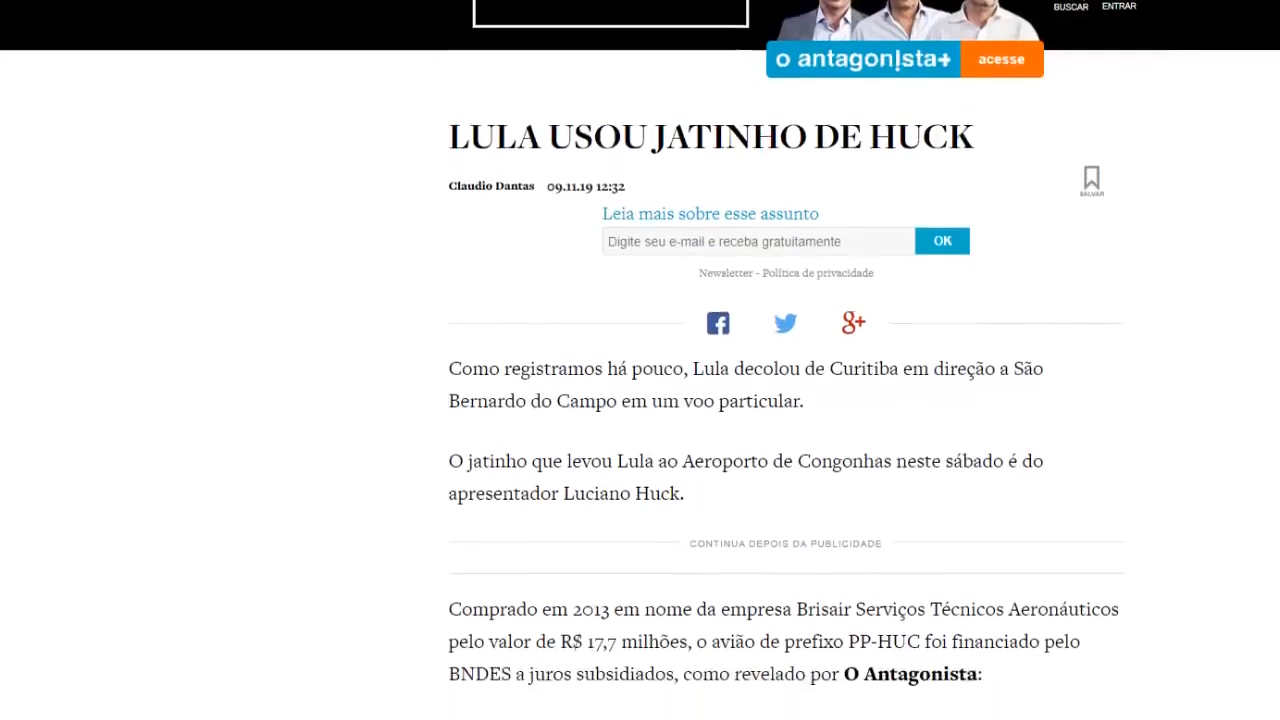 BUSCAR ENTRAR
o antagon!sta+ acesse
LULA USOU JATINHO DE HUCK
Claudio Dantas 09.11.19 12:32
SALVAR
Leia mais sobre esse assunto
Digite seu e-mail e receba gratuitamente OK
Newsletter - Política de privacidade
Como registramos há pouco, Lula decolou de Curitiba em direção a São
Bernardo do Campo em um voo particular.
O jatinho que levou Lula ao Aeroporto de Congonhas neste sábado é do
apresentador Luciano Huck.
CONTINUA DEPOIS DA PUBLICIDADE
Comprado em 2013 em nome da empresa Brisair Serviços Técnicos Aeronáuticos
pelo valor de R$ 17,7 milhões, o avião de prefixo PP-HUC foi financiado pelo
BNDES a juros subsidiados, como revelado por O Antagonista: